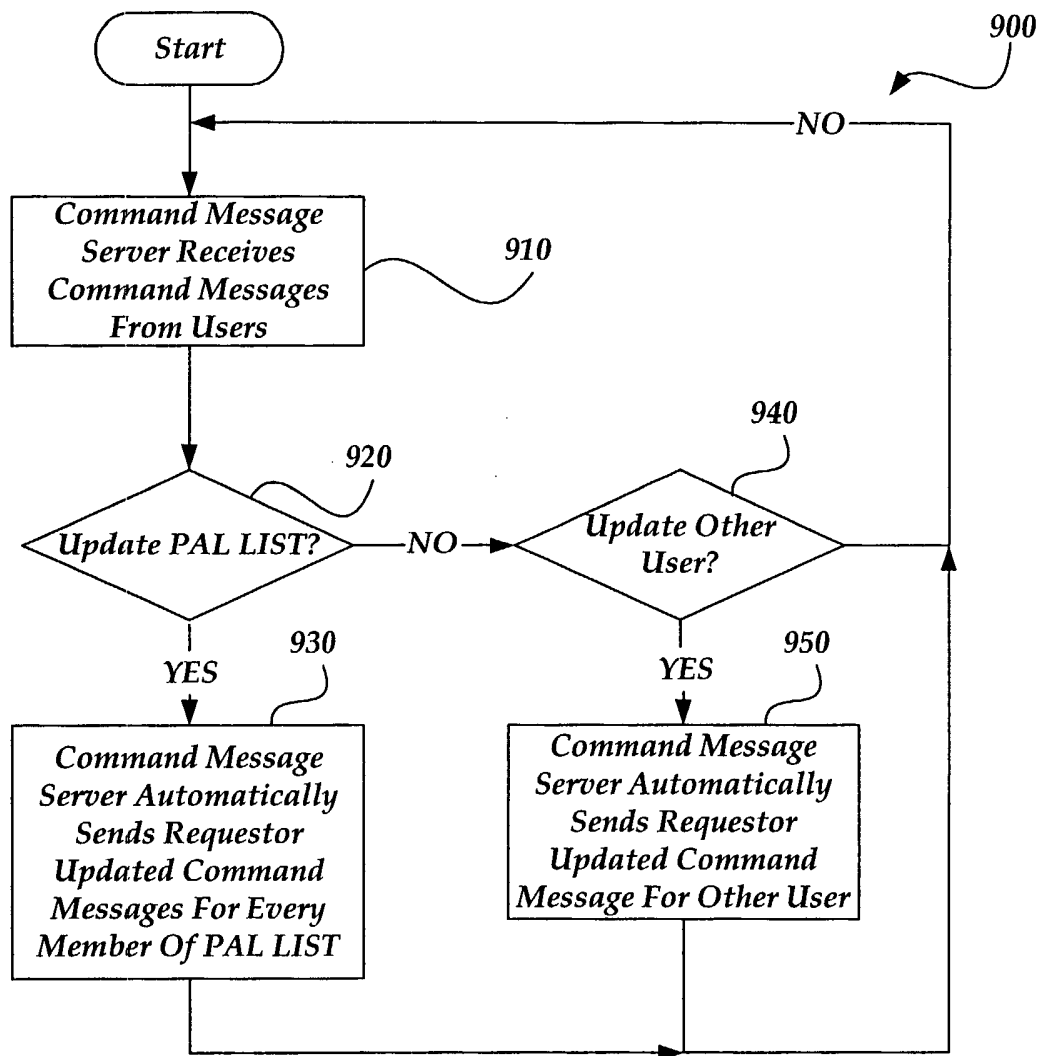 Start
900
NO
Command Message
Server Receives
Command Messages
From Users
910
920
Update PAL LIST?
NO
940
Update Other
User?
YES
930
Command Message
Server Automatically
Sends Requestor
Updated Command
Messages For Every
Member Of PAL LIST
YES
950
Command Message
Server Automatically
Sends Requestor
Updated Command
Message For Other User